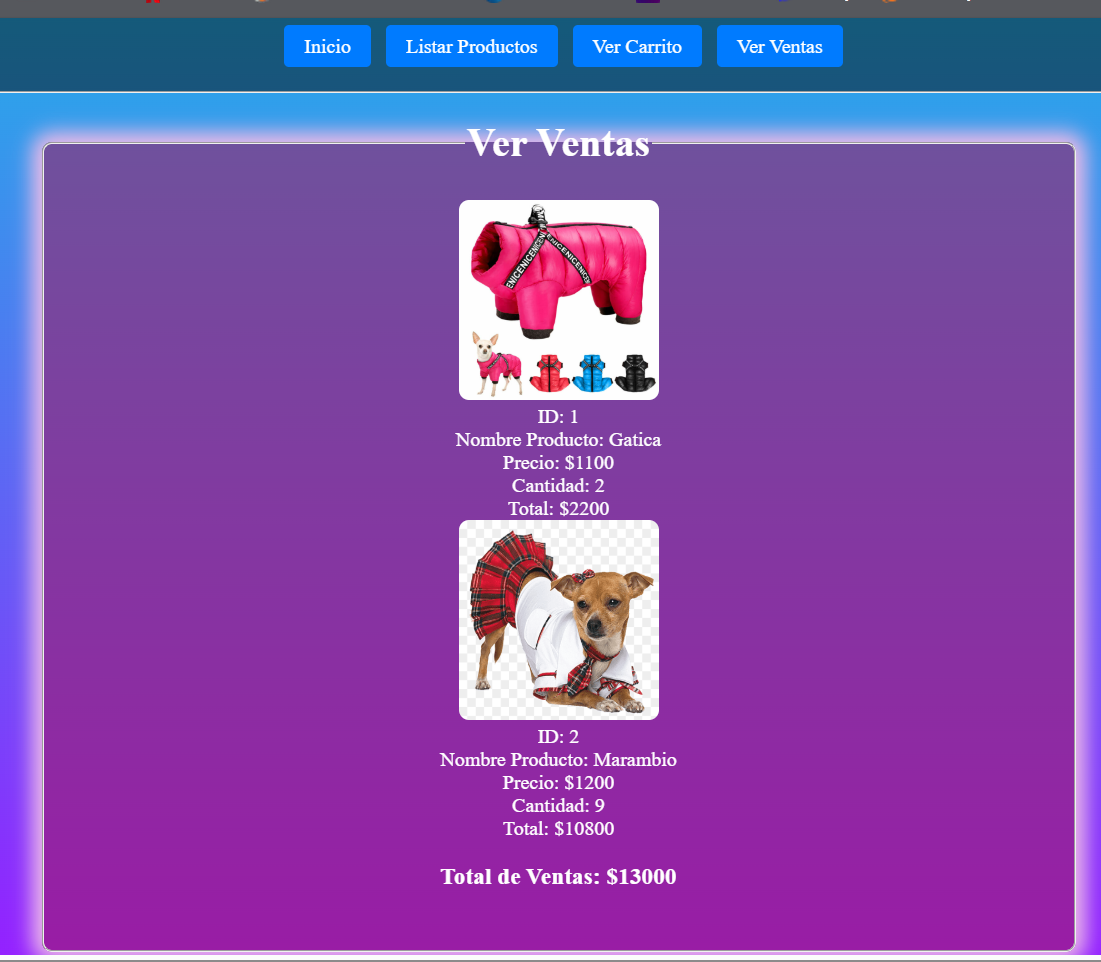 Inicio
Listar Productos
Ver Carrito
Ver Ventas
Ver Ventas
ID: 1
Nombre Producto: Gatica
Precio: $1100
Cantidad: 2
Total: $2200
ID: 2
Nombre Producto: Marambio
Precio: $1200
Cantidad: 9
Total: $10800
Total de Ventas: $13000